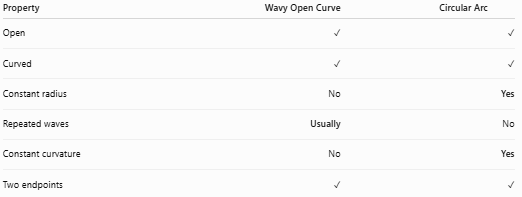 Property Wavy Open Curve Circular Arc
Open ✓ ✓
Curved ✓ ✓
Constant radius No Yes
Repeated waves Usually No
Constant curvature No Yes
Two endpoints ✓ ✓